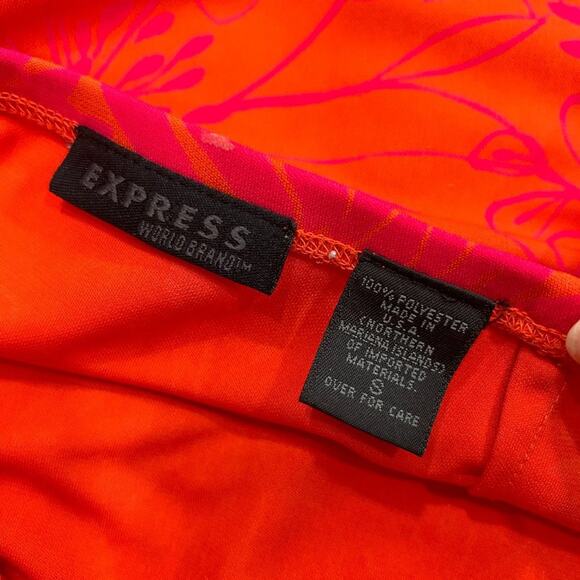 EXPRESS
WORLD BRAND™
100% POLYESTER
MADE IN
U.S.A
(NORTHERN
MARIANA ISLANDS)
OF IMPORTED
MATERIALS.
S
OVER FOR CARE